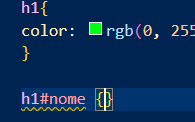 h1{
color: rgb(0, 255
}
h1#nome {}